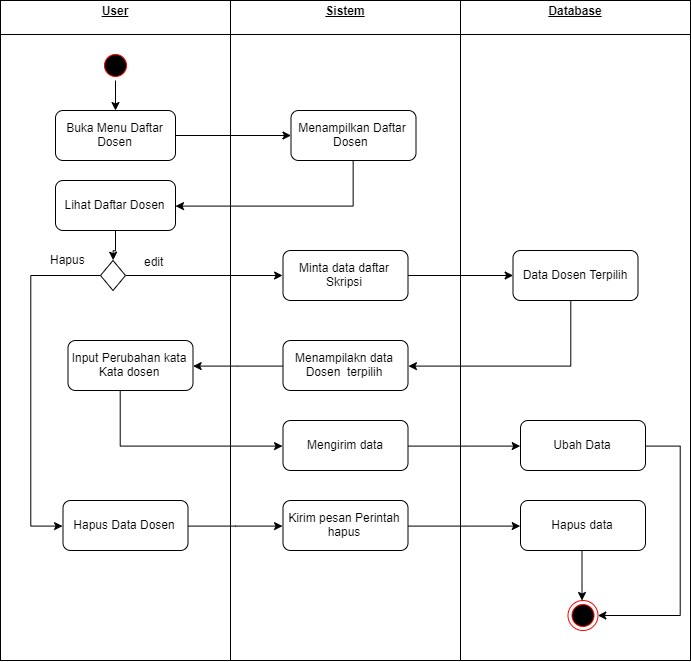 User
Sistem
Database
Buka Menu Daftar
Dosen
Menampilkan Daftar
Dosen
Lihat Daftar Dosen
Hapus
edit
Minta data daftar
Skripsi
Data Dosen Terpilih
Input Perubahan kata
Kata dosen
Menampilakn data
Dosen terpilih
Mengirim data
Ubah Data
Hapus Data Dosen
Kirim pesan Perintah
hapus
Hapus data